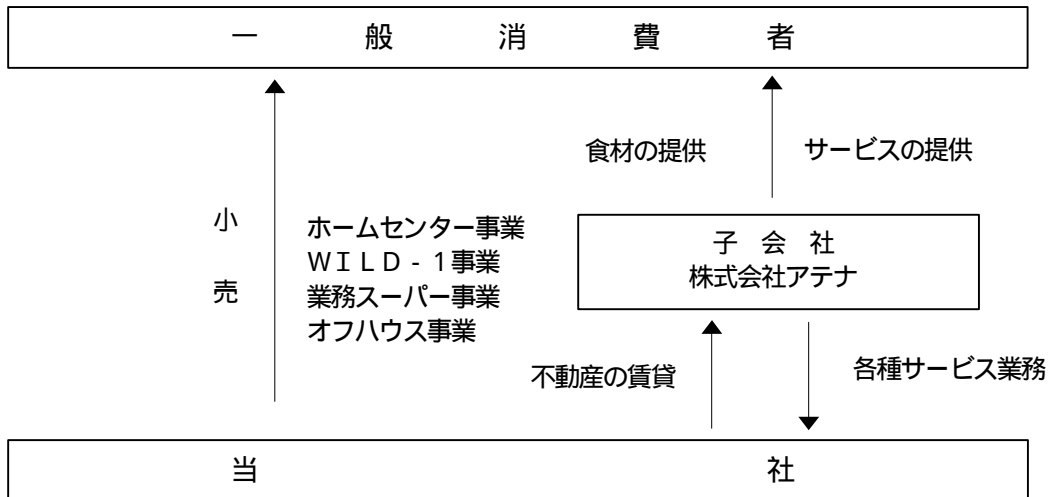 一般消費者
食材の提供
サービスの提供
小売
ホームセンター事業
ＷＩＬＤ‐１事業
業務スーパー事業
オフハウス事業
子会社
株式会社アテナ
不動産の賃貸
各種サービス業務
当社